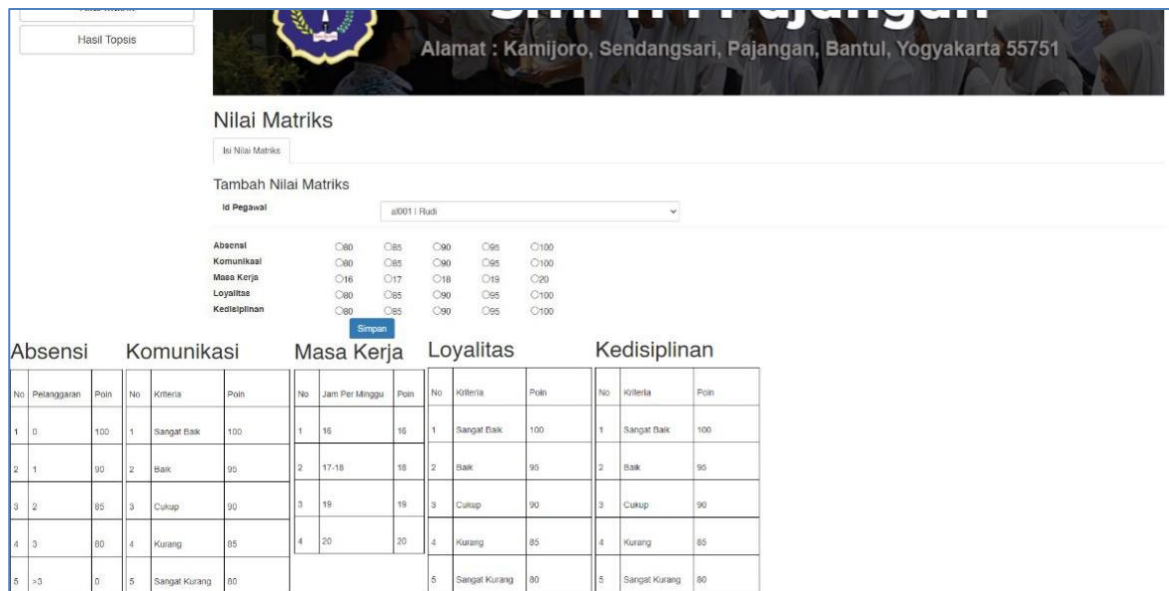 Hasil Topsis
Alamat : Kamijoro, Sendangsari, Pajangan, Bantul, Yogyakarta 55751
Nilai Matriks
Isi Nilai Matriks
Tambah Nilai Matriks
Id Pegawai al001 | Rudi
Absensi 80 85 90 95 100
Komunikasi 80 85 90 95 100
Masa Kerja 16 17 18 19 20
Loyalitas 80 85 90 95 100
Kedisiplinan 80 85 90 95 100
Simpan
Absensi Komunikasi Masa Kerja Loyalitas Kedisiplinan
No Pelanggaran Poin No Kriteria Poin No Jam Per Minggu Poin No Kriteria Poin No Kriteria Poin
1 0 100 1 Sangat Baik 100 1 16 16 1 Sangat Baik 100 1 Sangat Baik 100
2 1 90 2 Baik 95 2 17-18 18 2 Baik 95 2 Baik 95
3 2 85 3 Cukup 90 3 19 19 3 Cukup 90 3 Cukup 90
4 3 80 4 Kurang 85 4 20 20 4 Kurang 85 4 Kurang 85
5 >3 0 5 Sangat Kurang 80 5 Sangat Kurang 80 5 Sangat Kurang 80